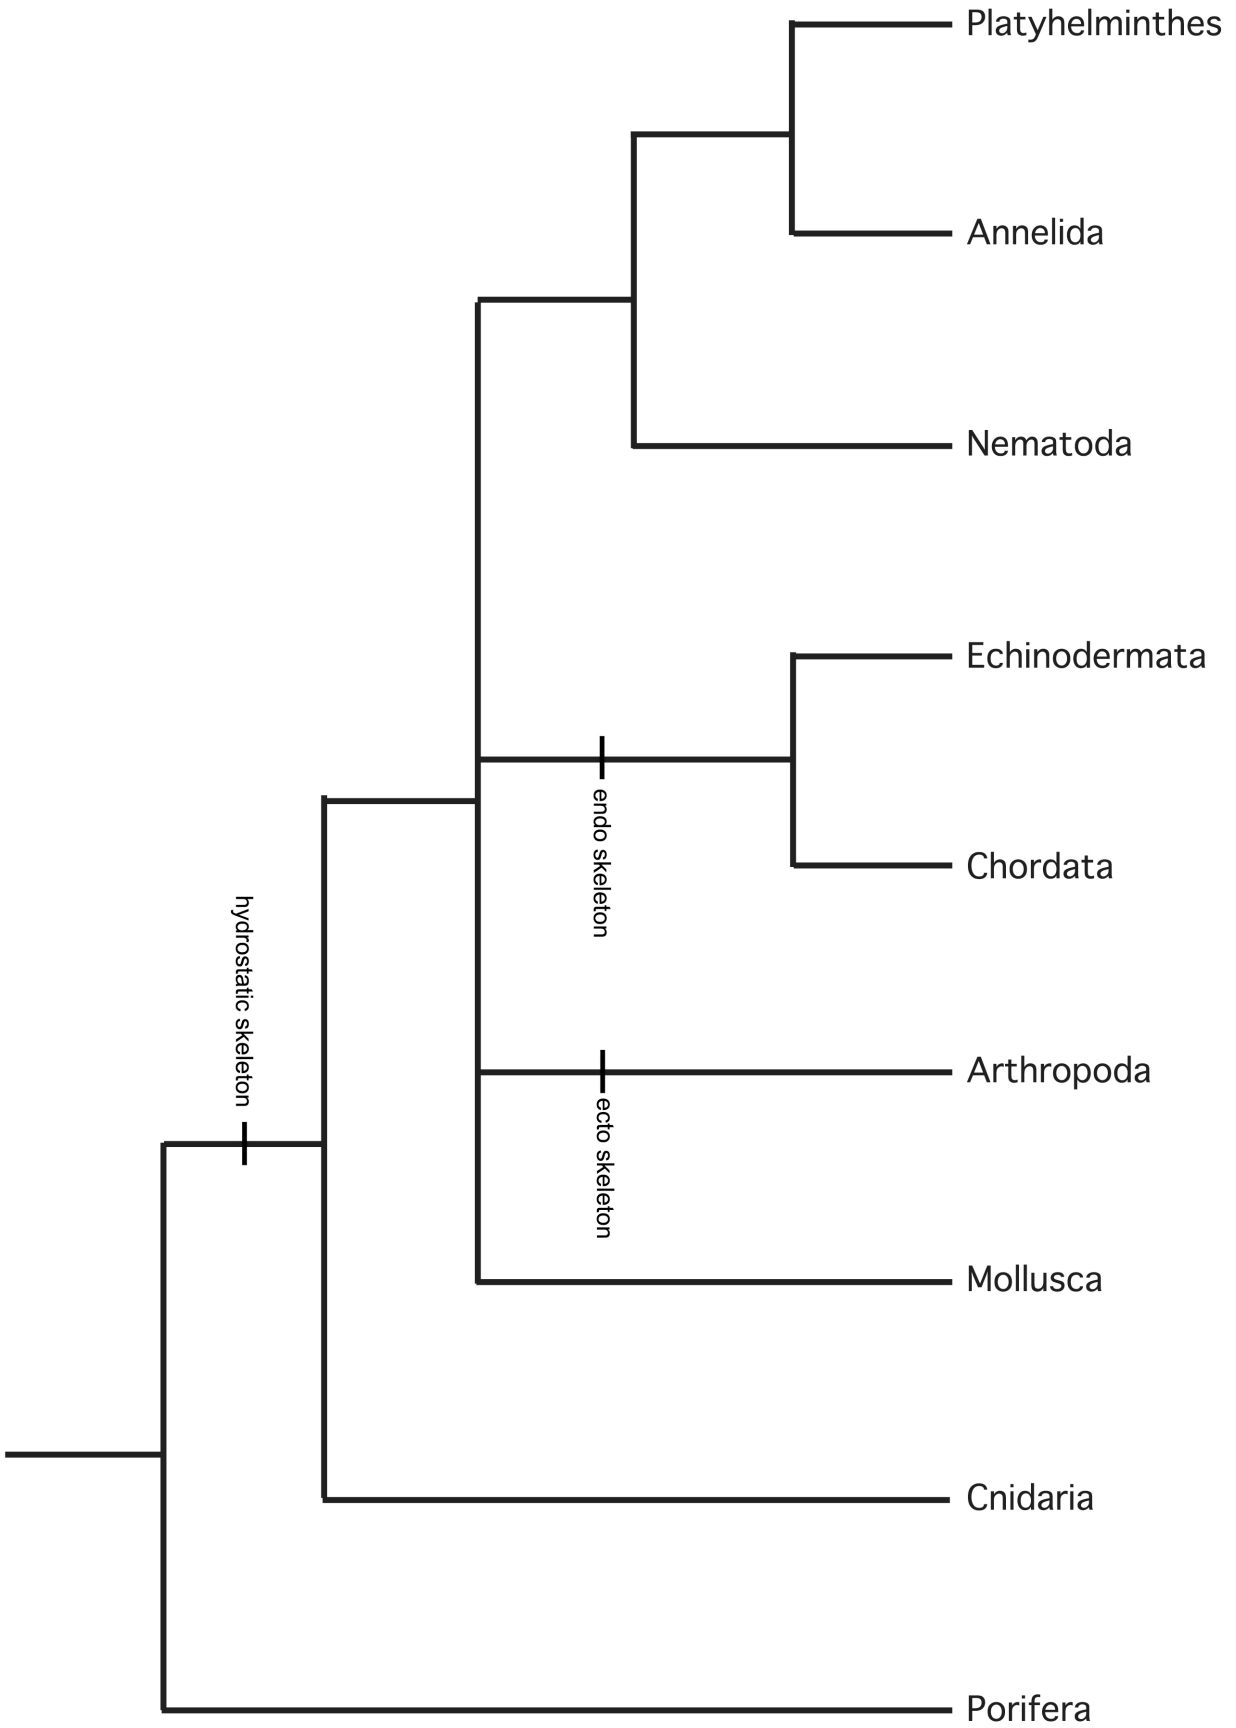 Platyhelminthes
Annelida
Nematoda
Echinodermata
endo skeleton
Chordata
hydrostatic skeleton
Arthropoda
ecto skeleton
Mollusca
Cnidaria
Porifera